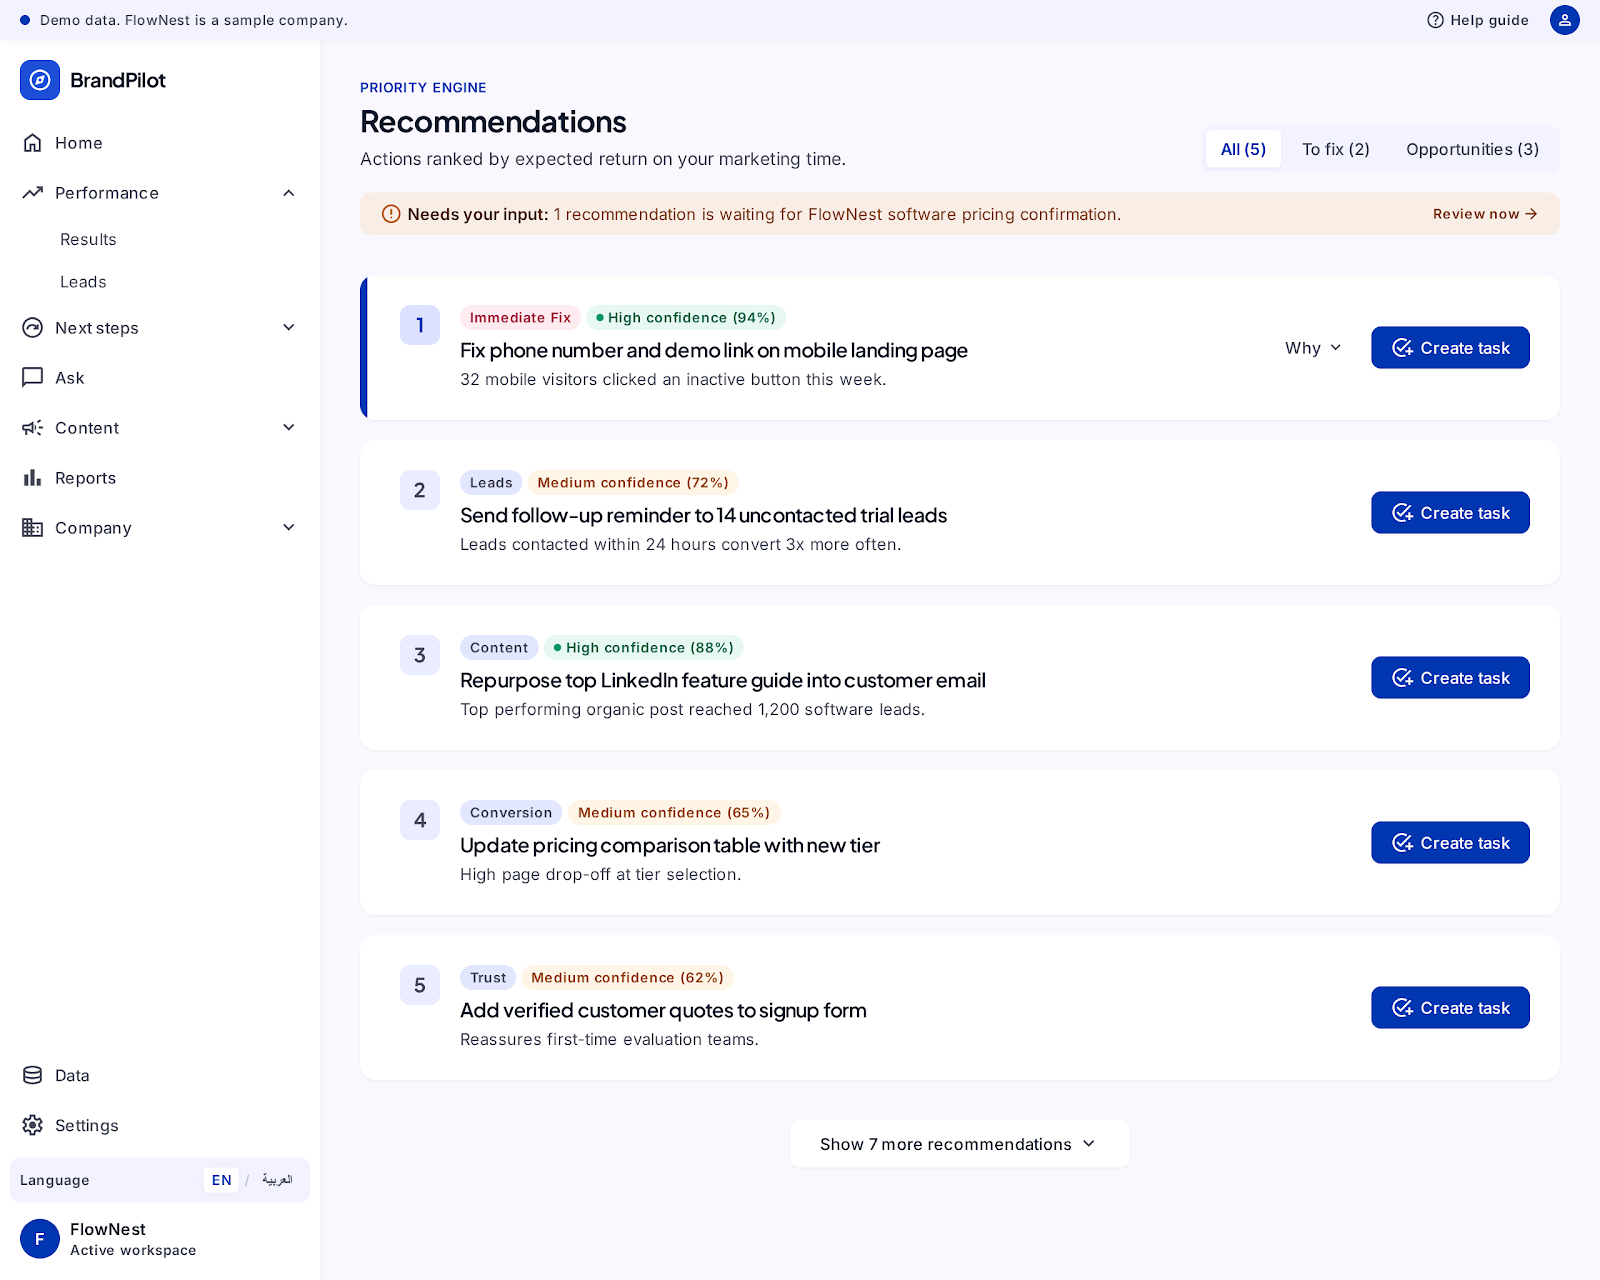 Demo data. FlowNest is a sample company.
Help guide
BrandPilot
Home
Performance
Results
Leads
Next steps
Ask
Content
Reports
Company
Data
Settings
Language EN / العربية
F
FlowNest
Active workspace
PRIORITY ENGINE
Recommendations
Actions ranked by expected return on your marketing time.
All (5) To fix (2) Opportunities (3)
Needs your input: 1 recommendation is waiting for FlowNest software pricing confirmation.
Review now →
1
Immediate Fix High confidence (94%)
Fix phone number and demo link on mobile landing page
32 mobile visitors clicked an inactive button this week.
Why
Create task
2
Leads Medium confidence (72%)
Send follow-up reminder to 14 uncontacted trial leads
Leads contacted within 24 hours convert 3x more often.
Create task
3
Content High confidence (88%)
Repurpose top LinkedIn feature guide into customer email
Top performing organic post reached 1,200 software leads.
Create task
4
Conversion Medium confidence (65%)
Update pricing comparison table with new tier
High page drop-off at tier selection.
Create task
5
Trust Medium confidence (62%)
Add verified customer quotes to signup form
Reassures first-time evaluation teams.
Create task
Show 7 more recommendations